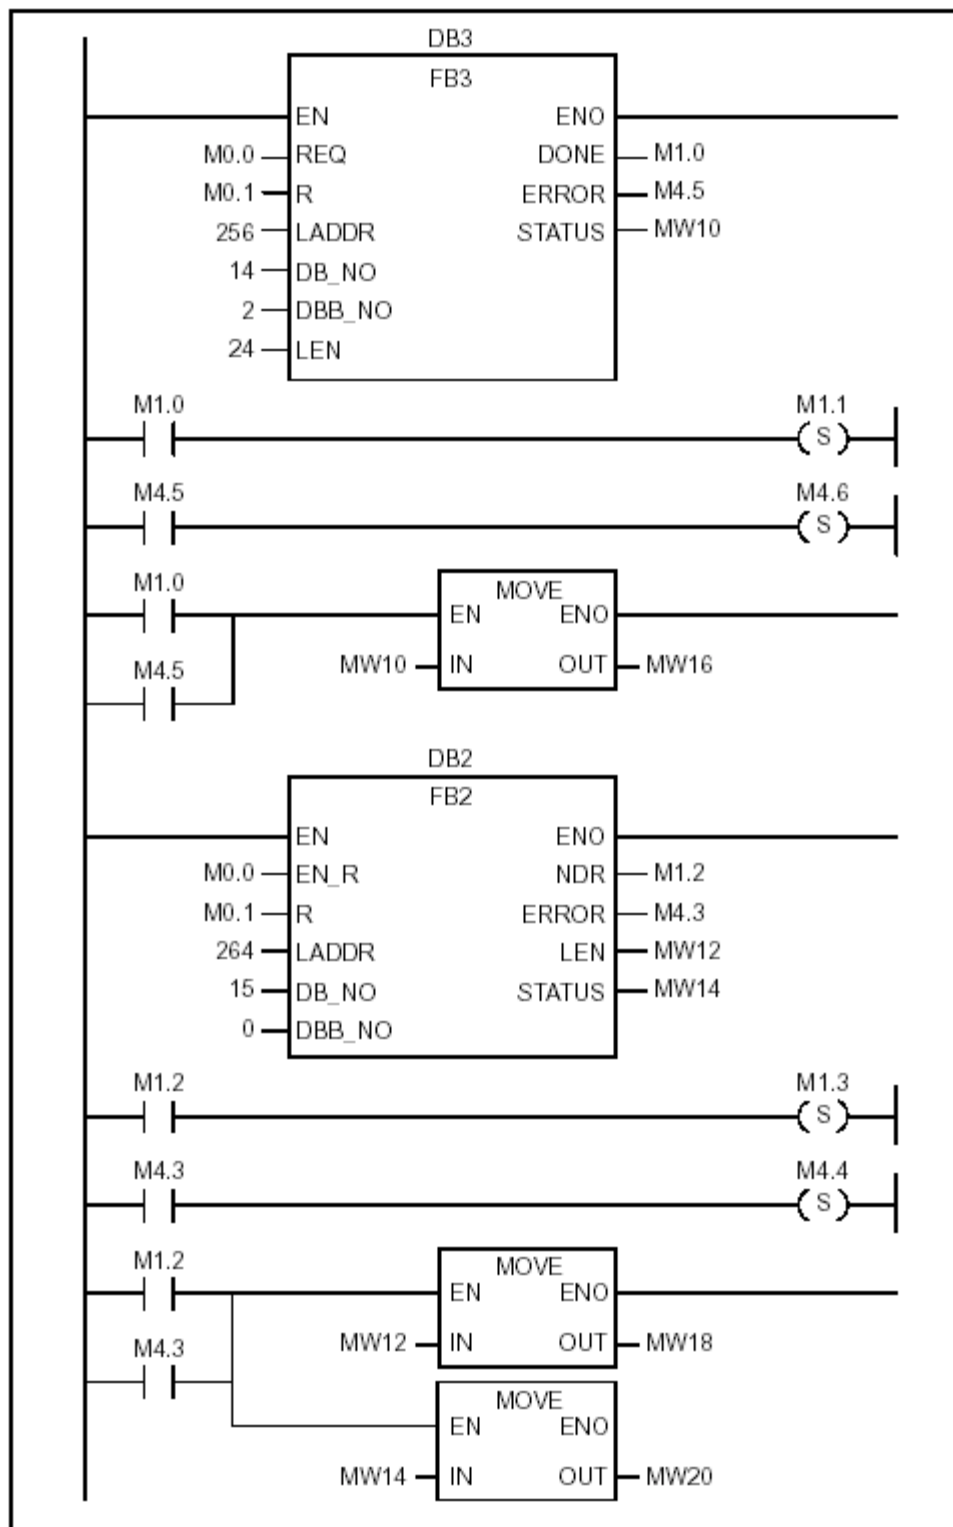 DB3
FB3
EN ENO
M0.0 REQ DONE M1.0
M0.1 R ERROR M4.5
256 LADDR STATUS MW10
14 DB_NO
2 DBB_NO
24 LEN
M1.0 M1.1
S
M4.5 M4.6
S
M1.0
MOVE
EN ENO
M4.5
MW10 IN OUT MW16
DB2
FB2
EN ENO
M0.0 EN_R NDR M1.2
M0.1 R ERROR M4.3
264 LADDR LEN MW12
15 DB_NO STATUS MW14
0 DBB_NO
M1.2 M1.3
S
M4.3 M4.4
S
M1.2
MOVE
EN ENO
M4.3
MW12 IN OUT MW18
MOVE
EN ENO
MW14 IN OUT MW20